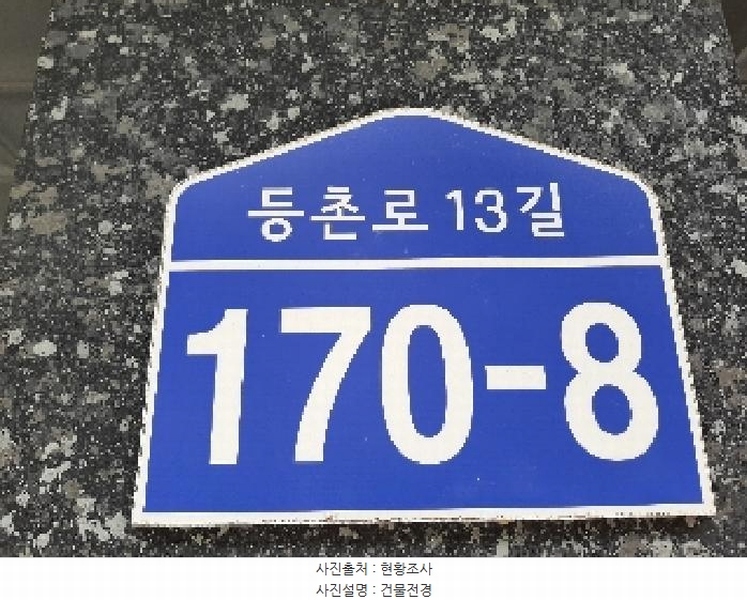 등촌로 13길
170-8
사진출처 : 현황조사
사진설명 : 건물전경